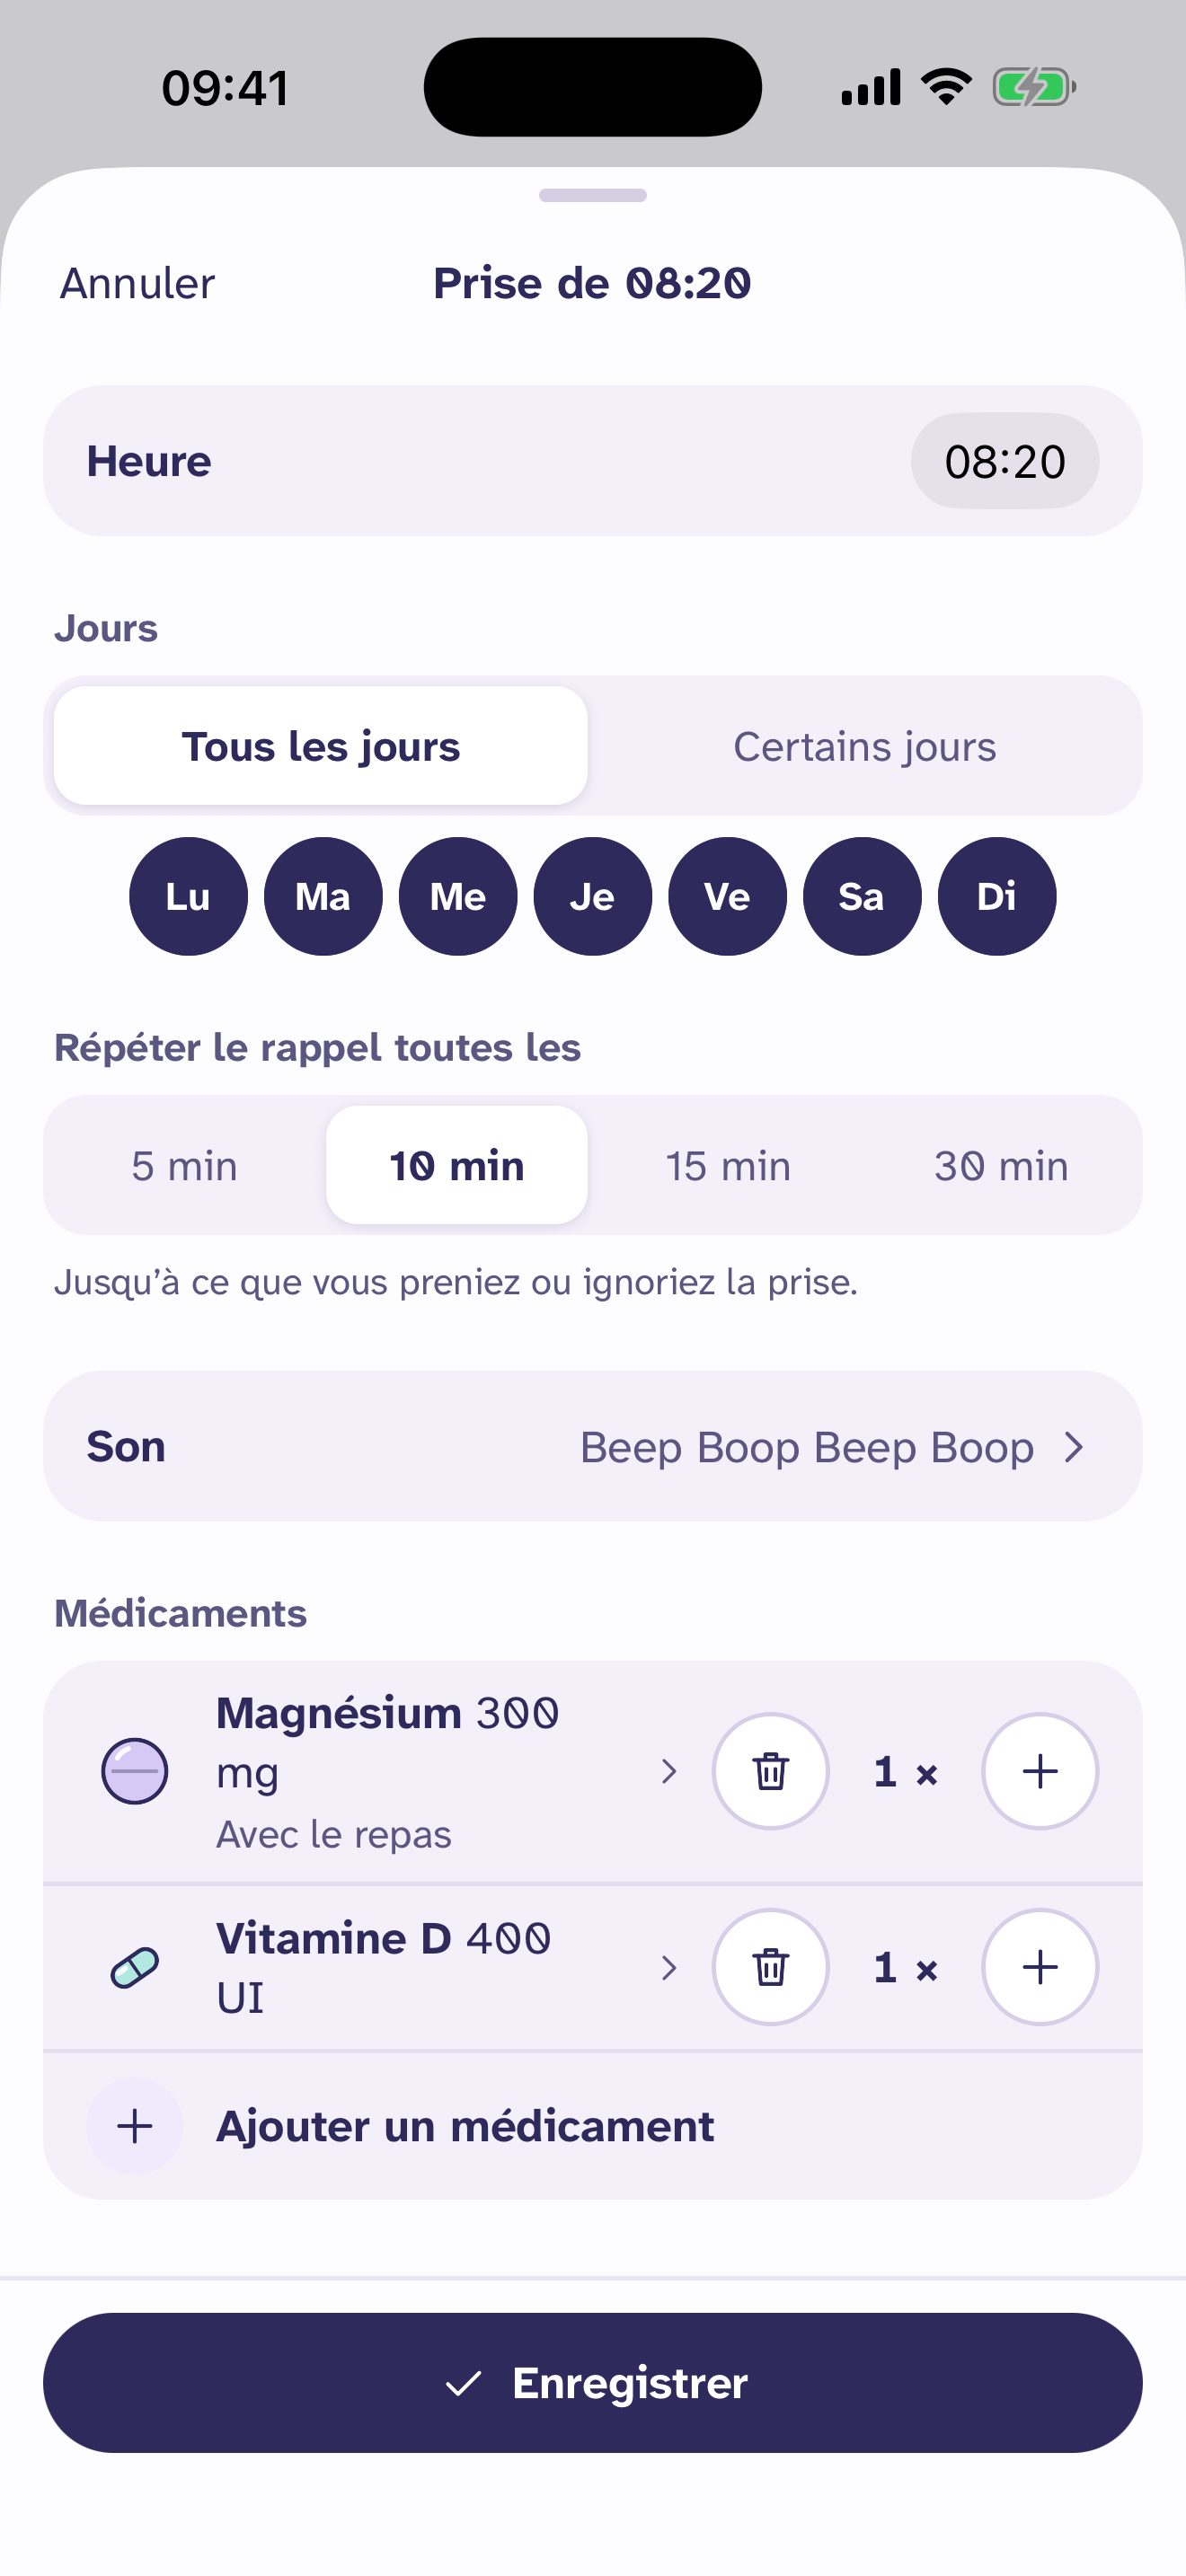 09:41
Annuler
Prise de 08:20
Heure
08:20
Jours
Tous les jours
Certains jours
Lu Ma Me Je Ve Sa Di
Répéter le rappel toutes les
5 min
10 min
15 min
30 min
Jusqu’à ce que vous preniez ou ignoriez la prise.
Son
Beep Boop Beep Boop
Médicaments
Magnésium 300
mg
Avec le repas
1 ×
Vitamine D 400
UI
1 ×
Ajouter un médicament
Enregistrer